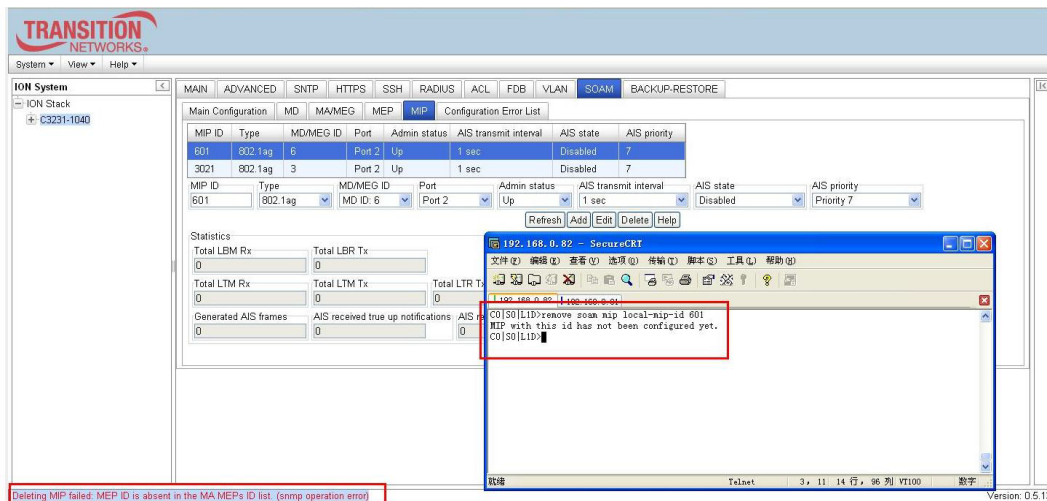 TRANSITION
NETWORKS®
System View Help
ION System
ION Stack
C3231-1040
MAIN ADVANCED SNTP HTTPS SSH RADIUS ACL FDB VLAN SOAM BACKUP-RESTORE
Main Configuration MD MA/MEG MEP MIP Configuration Error List
MIP ID Type MD/MEG ID Port Admin status AIS transmit interval AIS state AIS priority
601 802.1ag 6 Port 2 Up 1 sec Disabled 7
3021 802.1ag 3 Port 2 Up 1 sec Disabled 7
MIP ID Type MD/MEG ID Port Admin status AIS transmit interval AIS state AIS priority
601 802.1ag MD ID: 6 Port 2 Up 1 sec Disabled Priority 7
Refresh Add Edit Delete Help
Statistics
Total LBM Rx Total LBR Tx
0 0
Total LTM Rx Total LTM Tx Total LTR T
0 0 0
Generated AIS frames AIS received true up notifications AIS
0 0 0
192.168.0.82 - SecureCRT
文件(F) 编辑(E) 查看(V) 选项(O) 传输(T) 脚本(S) 工具(L) 帮助(H)
192.168.0.82 192.168.0.81
C0|S0|L1D>remove soam mip local-mip-id 601
MIP with this id has not been configured yet.
C0|S0|L1D>
就绪 Telnet 3, 11 14 行, 96 列 VT100 数字
Deleting MIP failed: MEP ID is absent in the MA MEPs ID list. (snmp operation error)
Version: 0.5.1